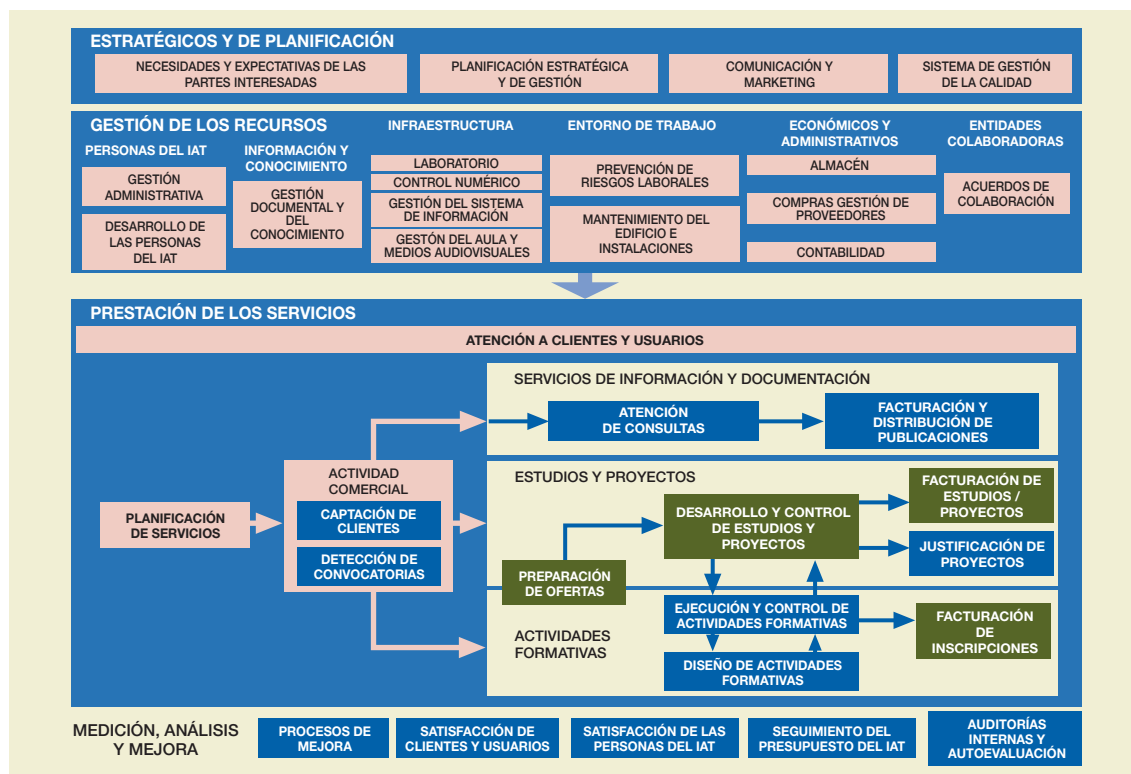 ESTRATÉGICOS Y DE PLANIFICACIÓN
NECESIDADES Y EXPECTATIVAS DE LAS
PARTES INTERESADAS
PLANIFICACIÓN ESTRATÉGICA
Y DE GESTIÓN
COMUNICACIÓN Y
MARKETING
SISTEMA DE GESTIÓN
DE LA CALIDAD
GESTIÓN DE LOS RECURSOS
PERSONAS DEL IAT
GESTIÓN
ADMINISTRATIVA
DESARROLLO DE
LAS PERSONAS
DEL IAT
INFORMACIÓN Y
CONOCIMIENTO
GESTIÓN
DOCUMENTAL Y
DEL
CONOCIMIENTO
INFRAESTRUCTURA
LABORATORIO
CONTROL NUMÉRICO
GESTIÓN DEL SISTEMA
DE INFORMACIÓN
GESTÓN DEL AULA Y
MEDIOS AUDIOVISUALES
ENTORNO DE TRABAJO
PREVENCIÓN DE
RIESGOS LABORALES
MANTENIMIENTO DEL
EDIFICIO E
INSTALACIONES
ECONÓMICOS Y
ADMINISTRATIVOS
ALMACÉN
COMPRAS GESTIÓN DE
PROVEEDORES
CONTABILIDAD
ENTIDADES
COLABORADORAS
ACUERDOS DE
COLABORACIÓN
PRESTACIÓN DE LOS SERVICIOS
ATENCIÓN A CLIENTES Y USUARIOS
PLANIFICACIÓN
DE SERVICIOS
ACTIVIDAD
COMERCIAL
CAPTACIÓN DE
CLIENTES
DETECCIÓN DE
CONVOCATORIAS
SERVICIOS DE INFORMACIÓN Y DOCUMENTACIÓN
ATENCIÓN
DE CONSULTAS
FACTURACIÓN Y
DISTRIBUCIÓN DE
PUBLICACIONES
ESTUDIOS Y PROYECTOS
PREPARACIÓN
DE OFERTAS
DESARROLLO Y CONTROL
DE ESTUDIOS Y
PROYECTOS
FACTURACIÓN DE
ESTUDIOS /
PROYECTOS
JUSTIFICACIÓN DE
PROYECTOS
ACTIVIDADES
FORMATIVAS
EJECUCIÓN Y CONTROL DE
ACTIVIDADES FORMATIVAS
DISEÑO DE ACTIVIDADES
FORMATIVAS
FACTURACIÓN
DE
INSCRIPCIONES
MEDICIÓN, ANÁLISIS
Y MEJORA
PROCESOS DE
MEJORA
SATISFACCIÓN DE
CLIENTES Y USUARIOS
SATISFACCIÓN DE LAS
PERSONAS DEL IAT
SEGUIMIENTO DEL
PRESUPUESTO DEL IAT
AUDITORÍAS
INTERNAS Y
AUTOEVALUACIÓN